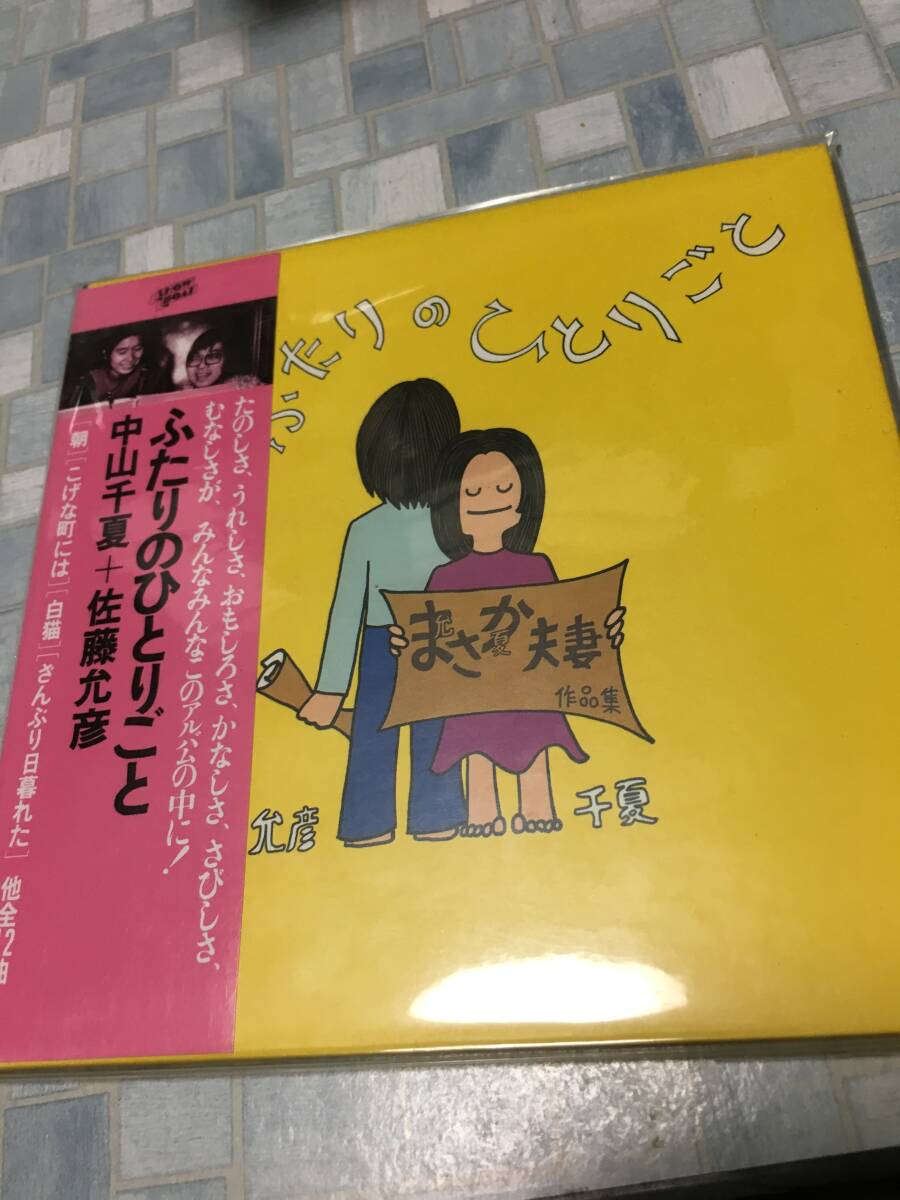 SHOW
BOAT
たのしさ、うれしさ、おもしろさ、かなしさ、さびしさ、
むなしさが、みんなみんなこのアルバムの中に!
ふたりのひとりごと
中山千夏+佐藤允彦
[朝][こげな町には][白猫][さんぶり日暮れた]他全12曲
ふたりのひとりごと
まさか夫妻
允
夏
作品集
允彦
千夏